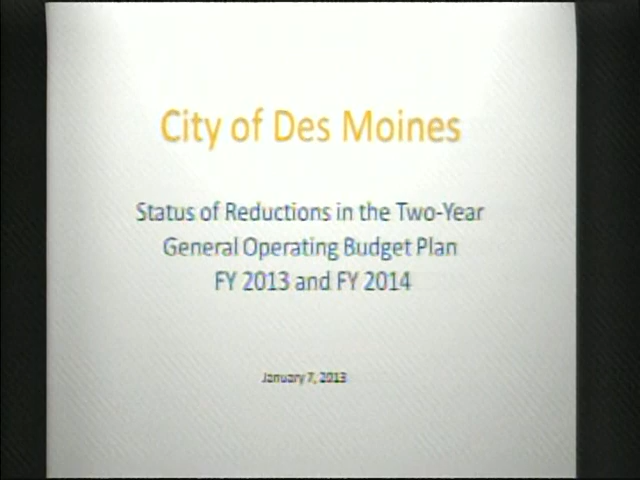 City of Des Moines
Status of Reductions in the Two-Year
General Operating Budget Plan
FY 2013 and FY 2014
January 7, 2013